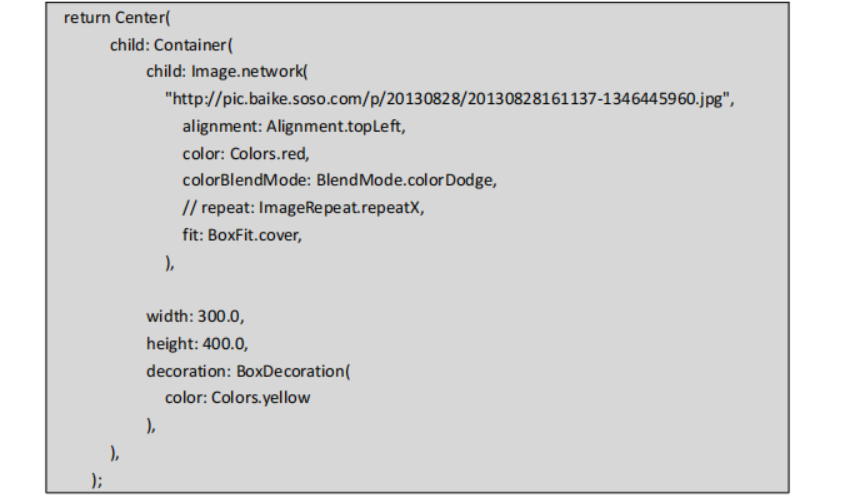 return Center(
child: Container(
child: Image.network(
"http://pic.baike.soso.com/p/20130828/20130828161137-1346445960.jpg",
alignment: Alignment.topLeft,
color: Colors.red,
colorBlendMode: BlendMode.colorDodge,
// repeat: ImageRepeat.repeatX,
fit: BoxFit.cover,
),
width: 300.0,
height: 400.0,
decoration: BoxDecoration(
color: Colors.yellow
),
),
);